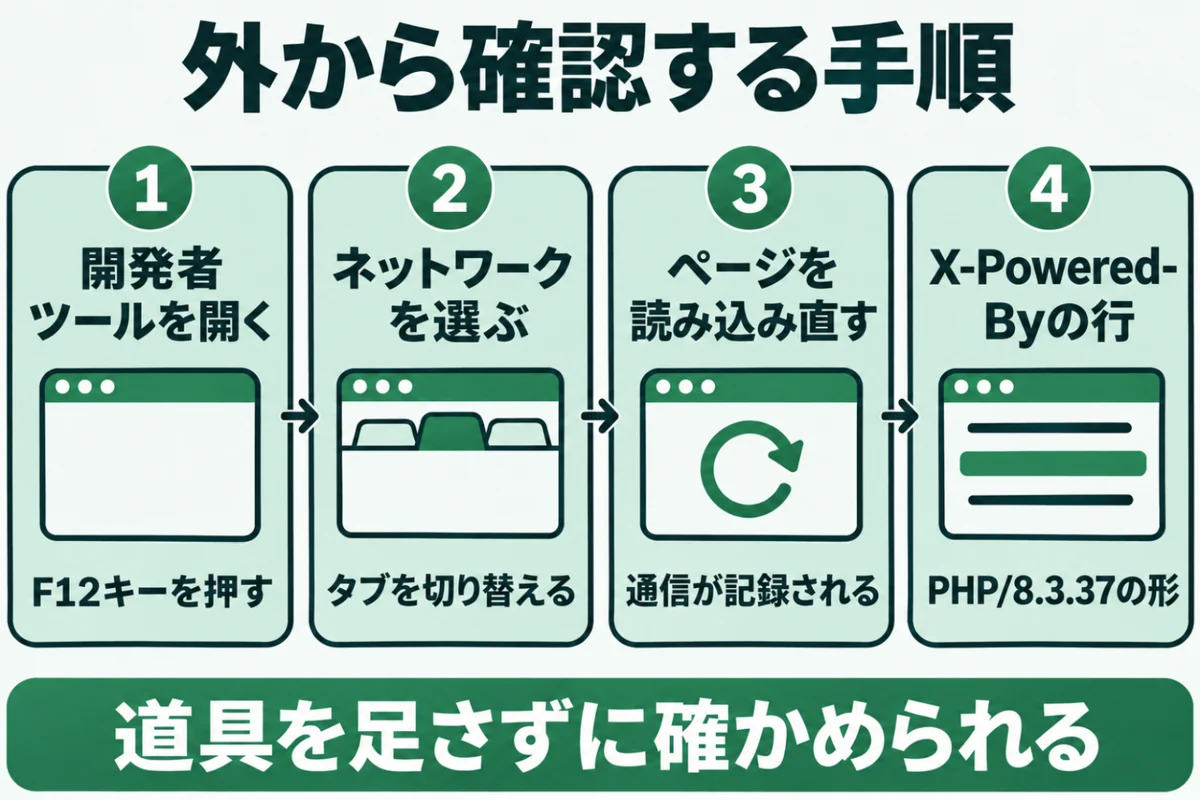 外から確認する手順
1
開発者
ツールを開く
F12キーを押す
2
ネットワーク
を選ぶ
タブを切り替える
3
ページを
読み込み直す
通信が記録される
4
X-Powered-
Byの行
PHP/8.3.37の形
道具を足さずに確かめられる